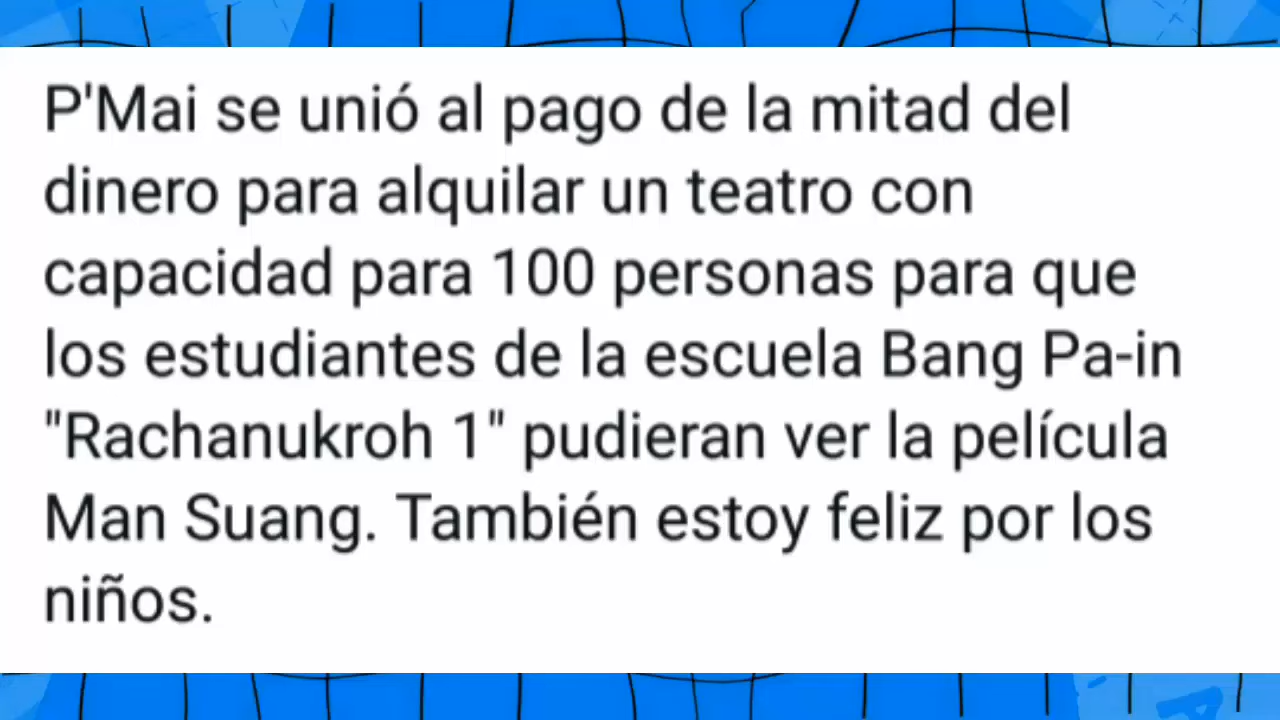 P'Mai se unió al pago de la mitad del
dinero para alquilar un teatro con
capacidad para 100 personas para que
los estudiantes de la escuela Bang Pa-in
"Rachanukroh 1" pudieran ver la película
Man Suang. También estoy feliz por los
niños.